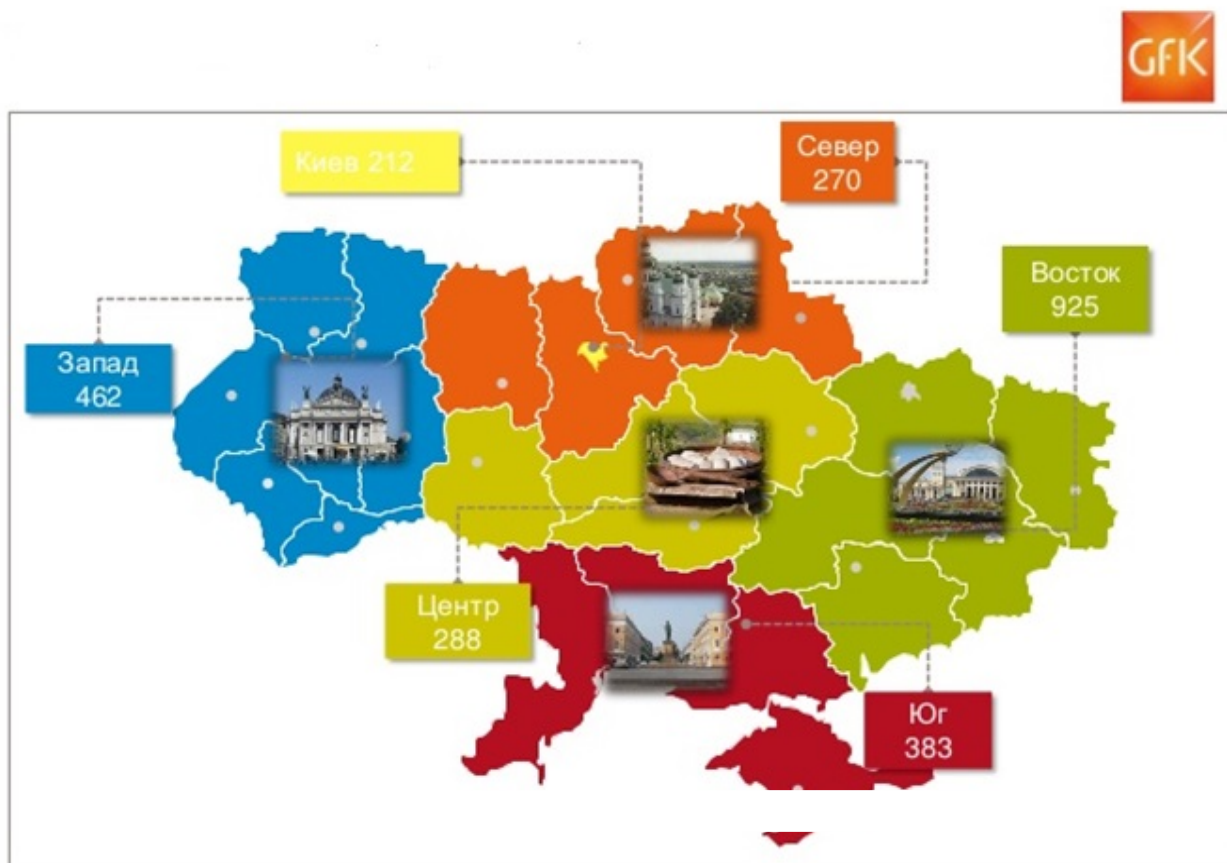 GfK
Киев 212
Север
270
Восток
925
Запад
462
Центр
288
Юг
383